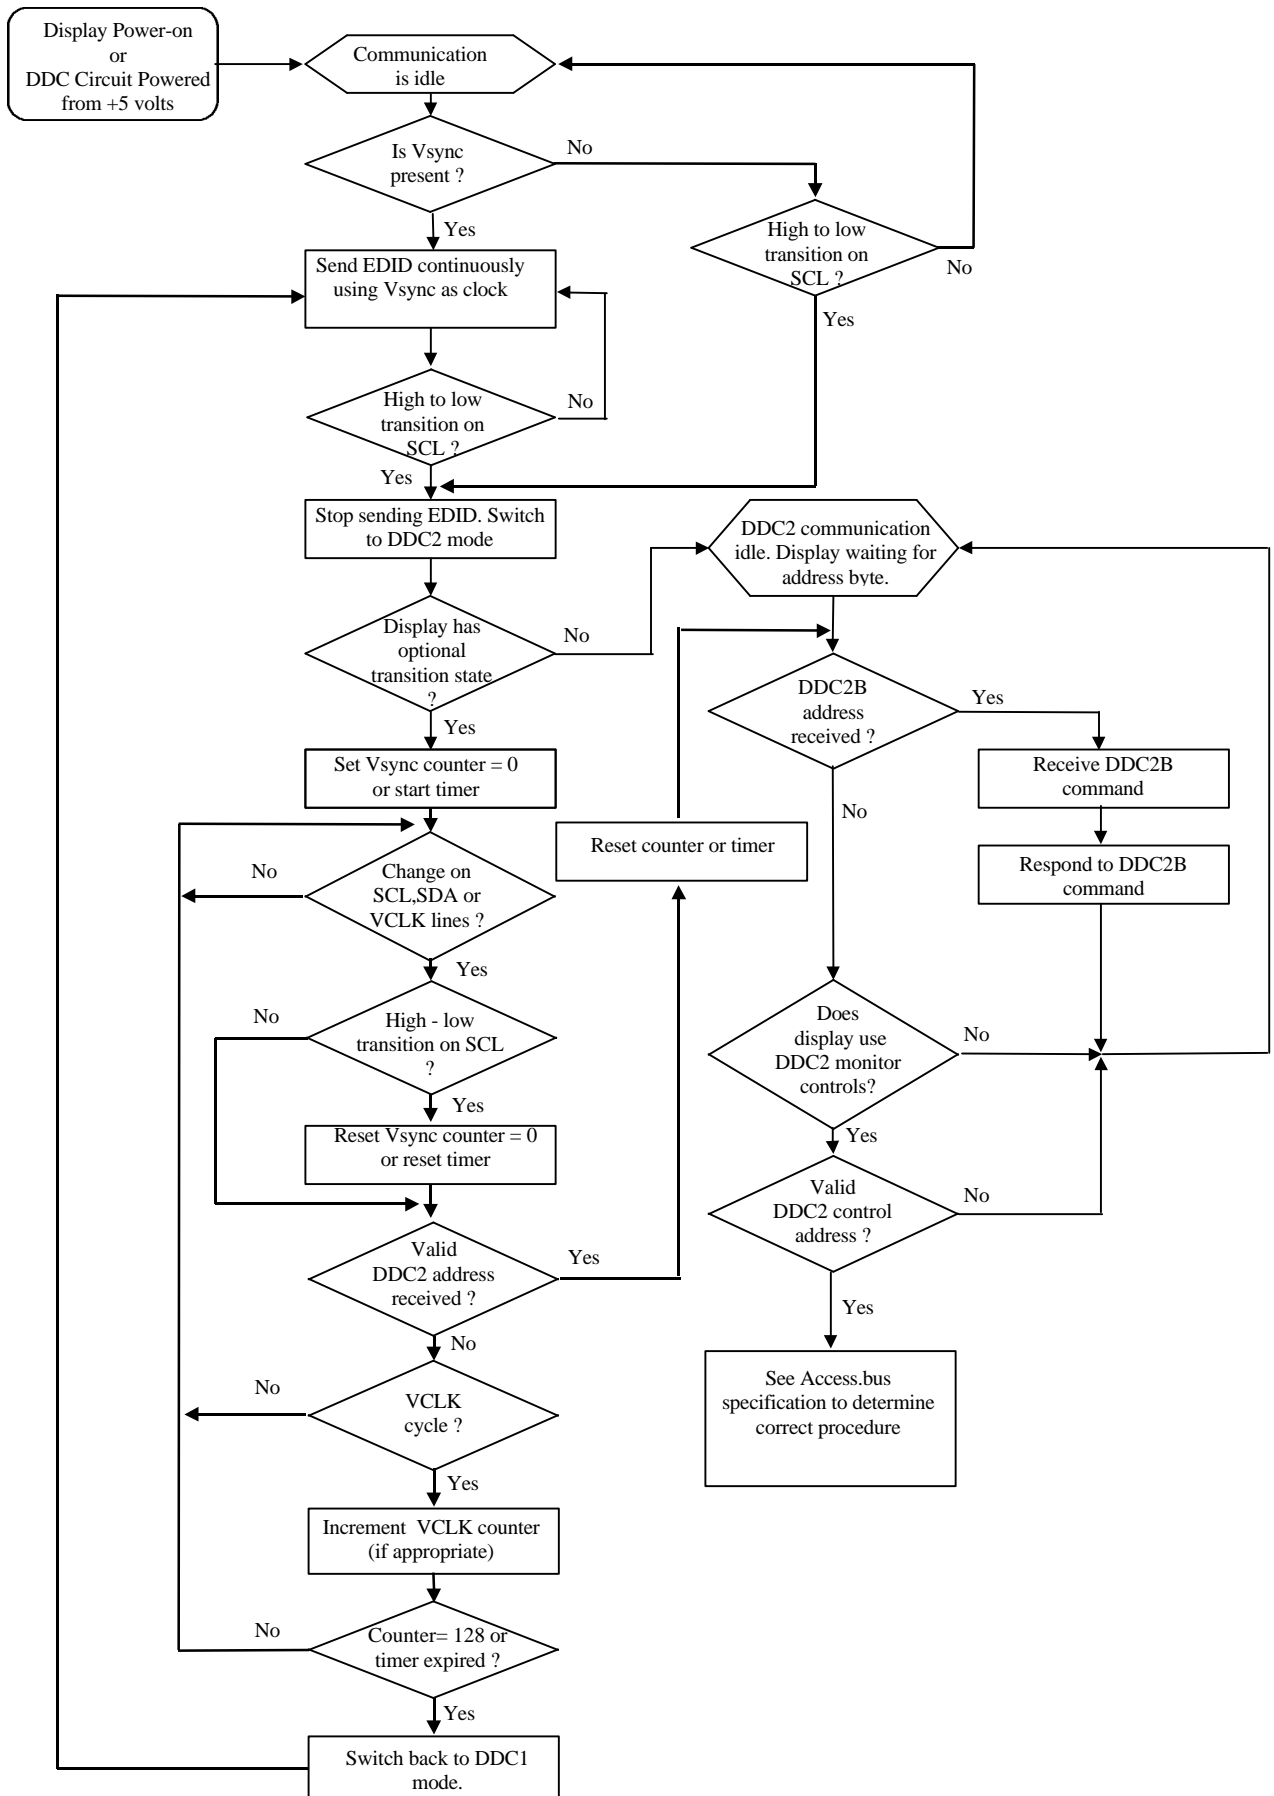 Display Power-on
or
DDC Circuit Powered
from +5 volts
Communication
is idle
Is Vsync
present ?
No
Yes
High to low
transition on
SCL ?
No
Yes
Send EDID continuously
using Vsync as clock
High to low
transition on
SCL ?
No
Yes
Stop sending EDID. Switch
to DDC2 mode
DDC2 communication
idle. Display waiting for
address byte.
Display has
optional
transition state
?
No
Yes
DDC2B
address
received ?
Yes
No
Set Vsync counter = 0
or start timer
Receive DDC2B
command
Reset counter or timer
Respond to DDC2B
command
Change on
SCL,SDA or
VCLK lines ?
No
Yes
High - low
transition on SCL
?
No
Yes
Does
display use
DDC2 monitor
controls?
No
Yes
Reset Vsync counter = 0
or reset timer
Valid
DDC2 control
address ?
No
Yes
Valid
DDC2 address
received ?
Yes
No
See Access.bus
specification to determine
correct procedure
VCLK
cycle ?
No
Yes
Increment  VCLK counter
(if appropriate)
Counter= 128 or
timer expired ?
No
Yes
Switch back to DDC1
mode.